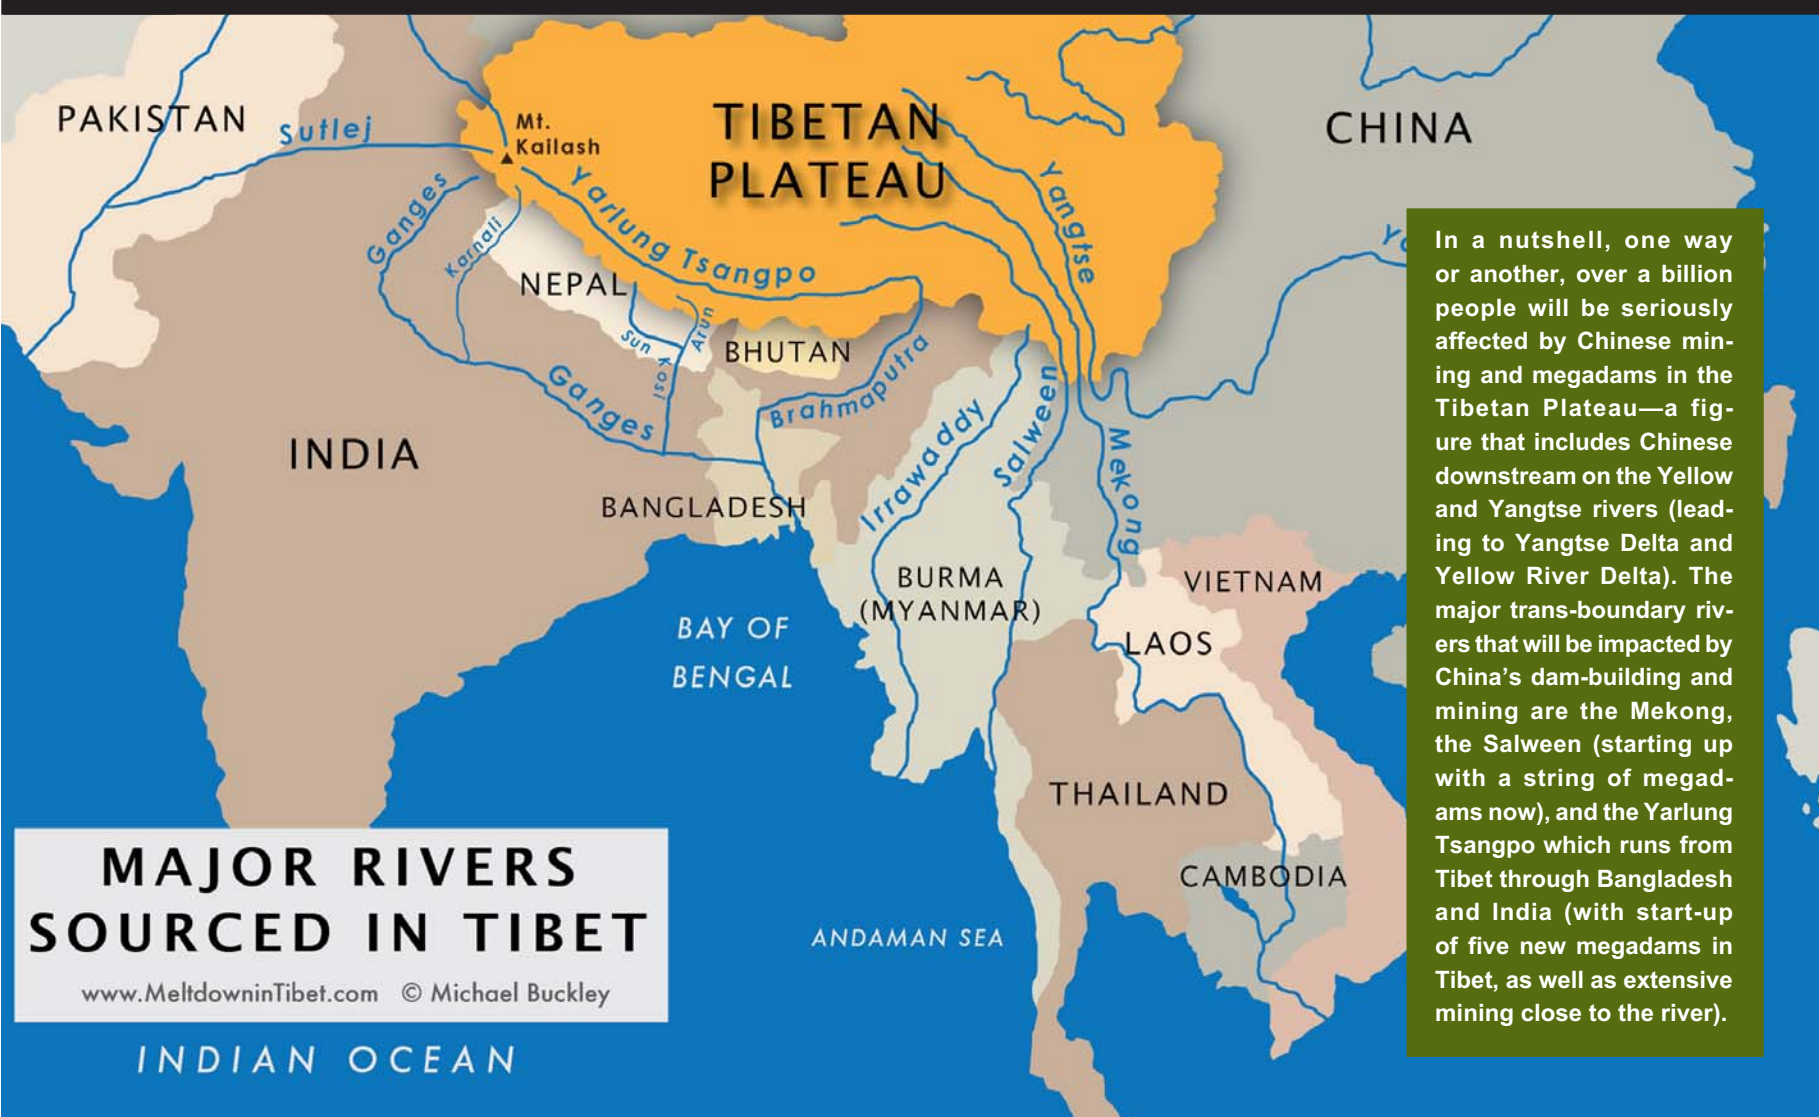 PAKISTAN
Sutlej
Mt.
Kailash
TIBETAN
PLATEAU
CHINA
Ganges
Karnali
Yarlung Tsangpo
Yangtse
NEPAL
Sun
Kosi
Arun
BHUTAN
Brahmaputra
Ganges
INDIA
BANGLADESH
Irrawaddy
Salween
Mekong
BURMA
(MYANMAR)
VIETNAM
LAOS
BAY OF
BENGAL
THAILAND
CAMBODIA
ANDAMAN SEA
MAJOR RIVERS
SOURCED IN TIBET
www.MeltdowninTibet.com © Michael Buckley
INDIAN OCEAN
In a nutshell, one way
or another, over a billion
people will be seriously
affected by Chinese min-
ing and megadams in the
Tibetan Plateau—a fig-
ure that includes Chinese
downstream on the Yellow
and Yangtse rivers (lead-
ing to Yangtse Delta and
Yellow River Delta). The
major trans-boundary riv-
ers that will be impacted by
China’s dam-building and
mining are the Mekong,
the Salween (starting up
with a string of megad-
ams now), and the Yarlung
Tsangpo which runs from
Tibet through Bangladesh
and India (with start-up
of five new megadams in
Tibet, as well as extensive
mining close to the river).